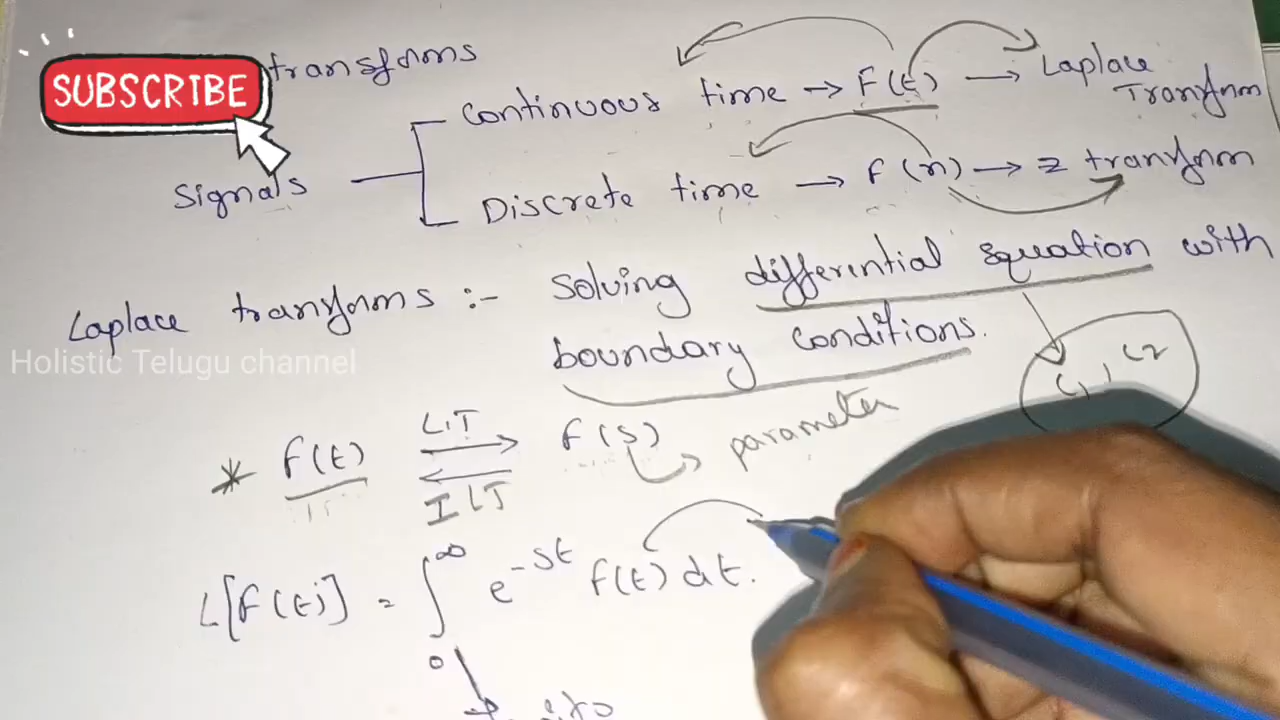 transforms
SUBSCRIBE
Continuous time → F(t) → Laplace Transform
Signals
Discrete time → F(n) → Z transform
Laplace transforms :- Solving differential equation with
boundary conditions.
Holistic Telugu channel
C1, C2
* F(t) LT F(s) parameter
ILT
L[F(t)] = ∫₀^∞ e^-st F(t) dt.